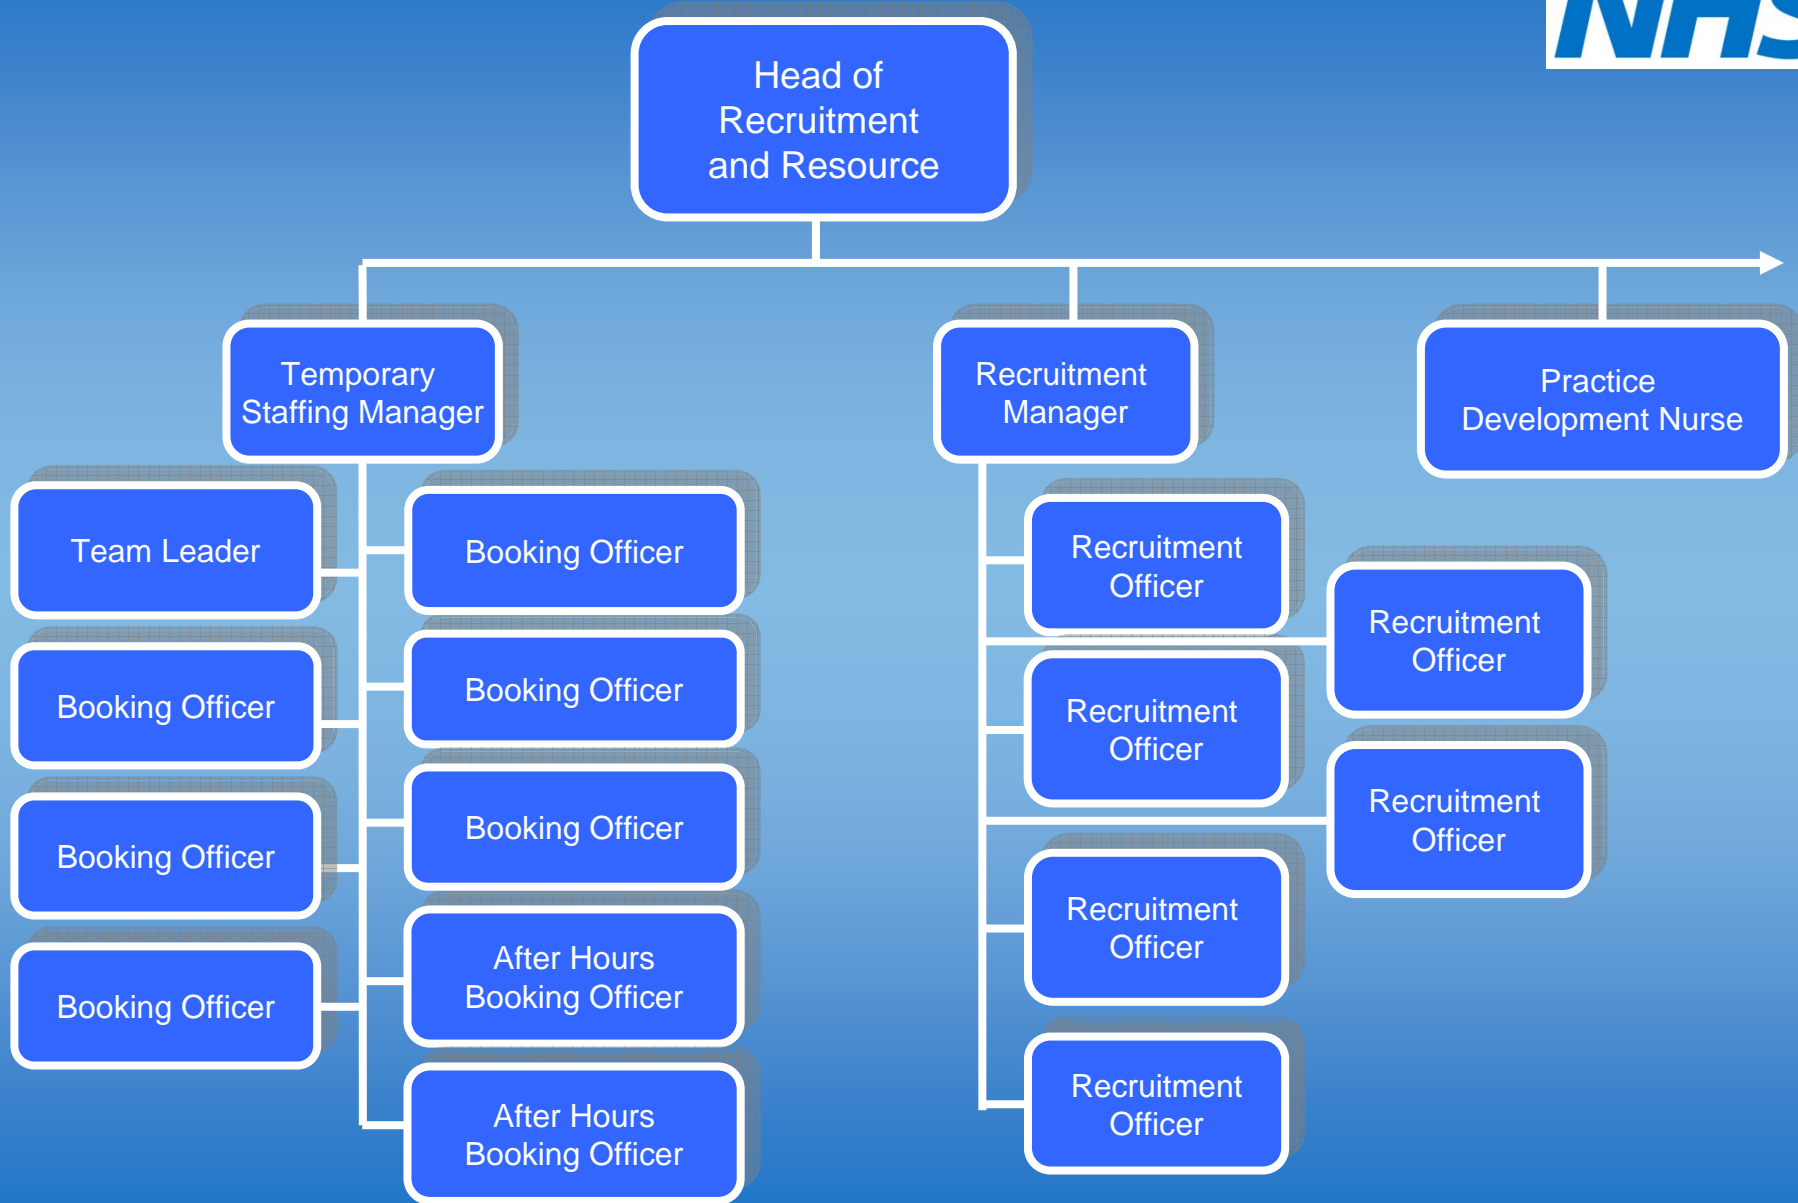 NHS
Head of
Recruitment
and Resource
Temporary
Staffing Manager
Recruitment
Manager
Practice
Development Nurse
Team Leader
Booking Officer
Booking Officer
Booking Officer
Booking Officer
Booking Officer
Booking Officer
After Hours
Booking Officer
After Hours
Booking Officer
Recruitment
Officer
Recruitment
Officer
Recruitment
Officer
Recruitment
Officer
Recruitment
Officer
Recruitment
Officer